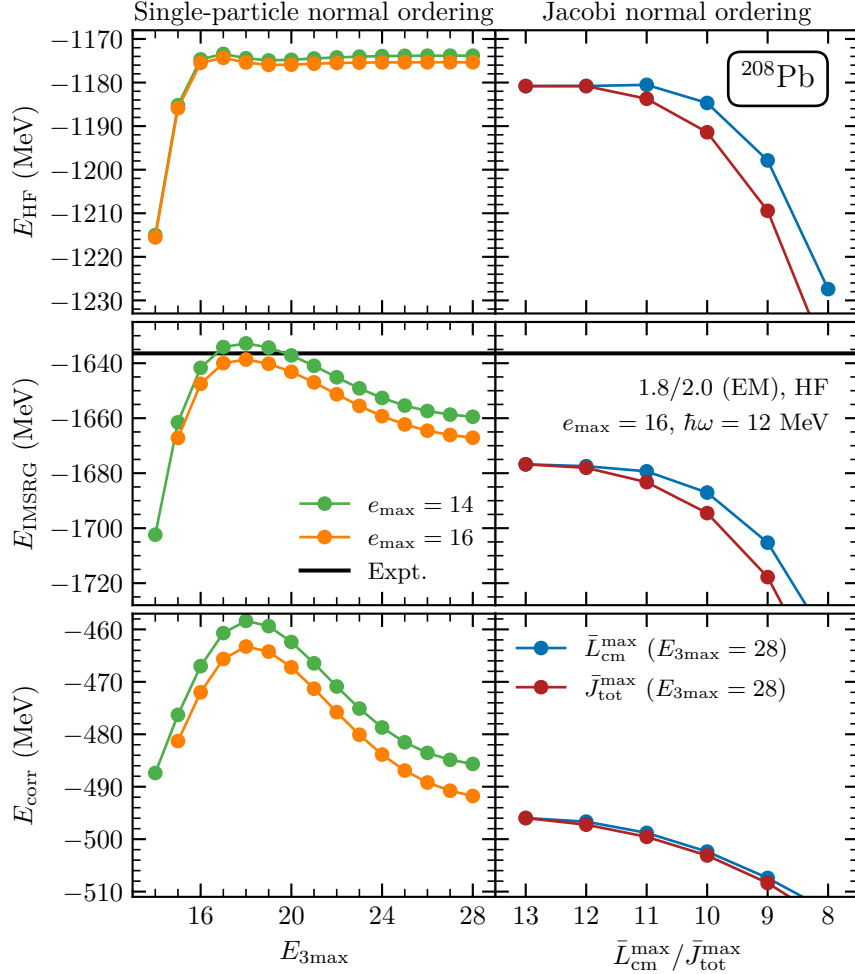 Single-particle normal ordering
Jacobi normal ordering
−1170
−1180
−1190
−1200
−1210
−1220
−1230
E_HF (MeV)
²⁰⁸Pb
−1640
−1660
−1680
−1700
−1720
E_IMSRG (MeV)
e_max = 14
e_max = 16
Expt.
1.8/2.0 (EM), HF
e_max = 16, ℏω = 12 MeV
−460
−470
−480
−490
−500
−510
E_corr (MeV)
L̄_cm^max (E_3max = 28)
J̄_tot^max (E_3max = 28)
16 20 24 28
13 12 11 10 9 8
E_3max
L̄_cm^max/J̄_tot^max